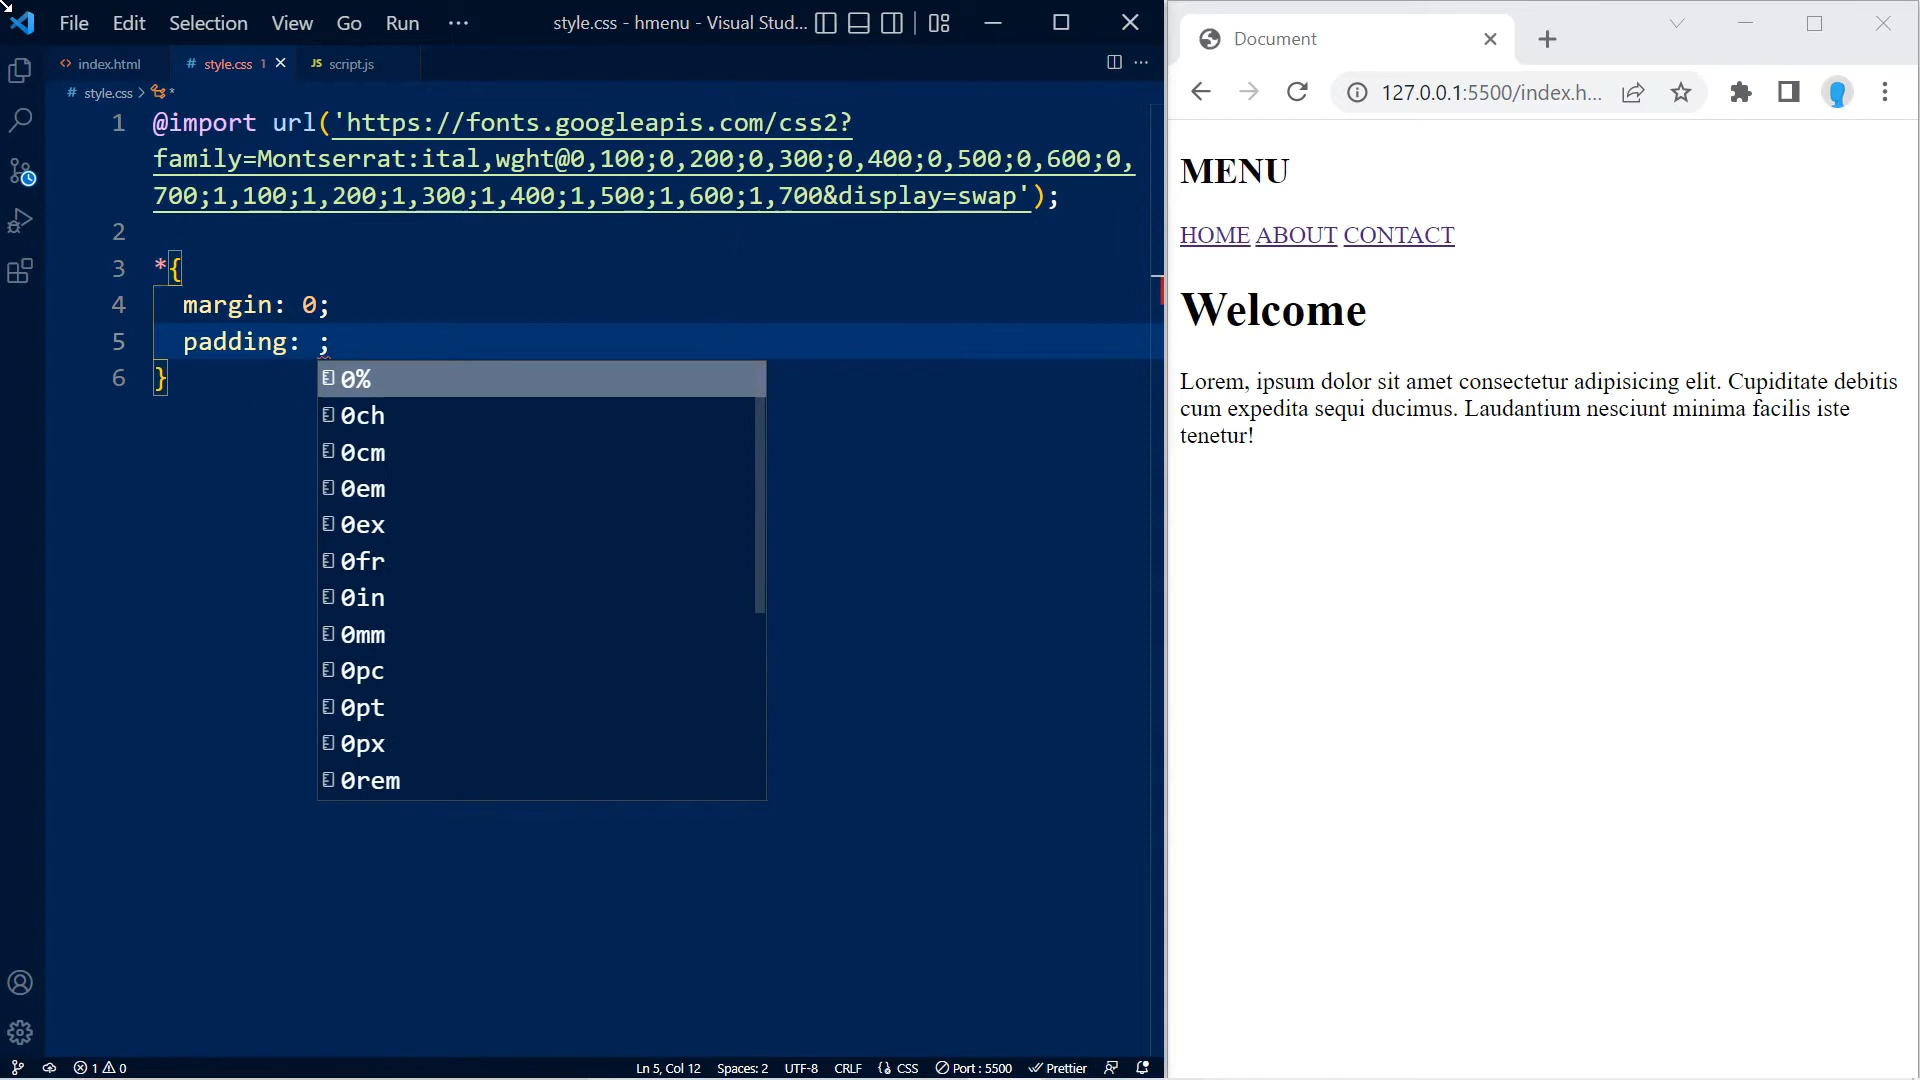 File Edit Selection View Go Run ··· style.css - hmenu - Visual Stud...
index.html style.css 1 JS script.js
# style.css > *
1 @import url('https://fonts.googleapis.com/css2?
family=Montserrat:ital,wght@0,100;0,200;0,300;0,400;0,500;0,600;0,
700;1,100;1,200;1,300;1,400;1,500;1,600;1,700&display=swap');
2
3 *{
4 margin: 0;
5 padding: ;
6 }
0%
0ch
0cm
0em
0ex
0fr
0in
0mm
0pc
0pt
0px
0rem
1 0 Ln 5, Col 12 Spaces: 2 UTF-8 CRLF CSS Port : 5500 Prettier
Document
127.0.0.1:5500/index.h...
MENU
HOME ABOUT CONTACT
Welcome
Lorem, ipsum dolor sit amet consectetur adipisicing elit. Cupiditate debitis
cum expedita sequi ducimus. Laudantium nesciunt minima facilis iste
tenetur!